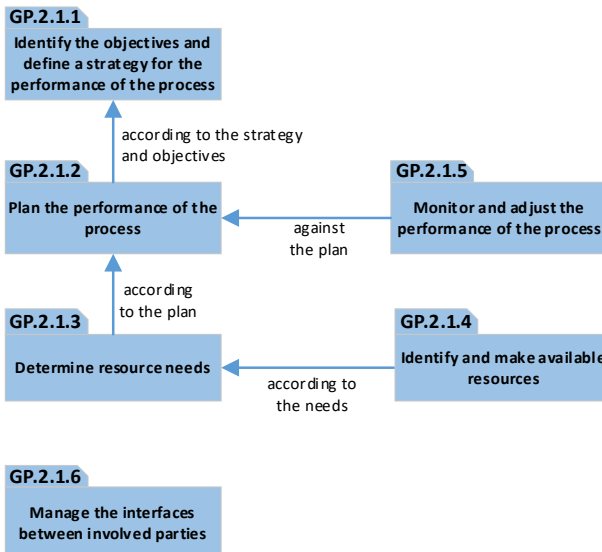 GP.2.1.1
Identify the objectives and
define a strategy for the
performance of the process
according to the strategy
and objectives
GP.2.1.2
Plan the performance of the
process
GP.2.1.5
Monitor and adjust the
performance of the process
against
the plan
according
to the plan
GP.2.1.3
Determine resource needs
GP.2.1.4
Identify and make available
resources
according to
the needs
GP.2.1.6
Manage the interfaces
between involved parties